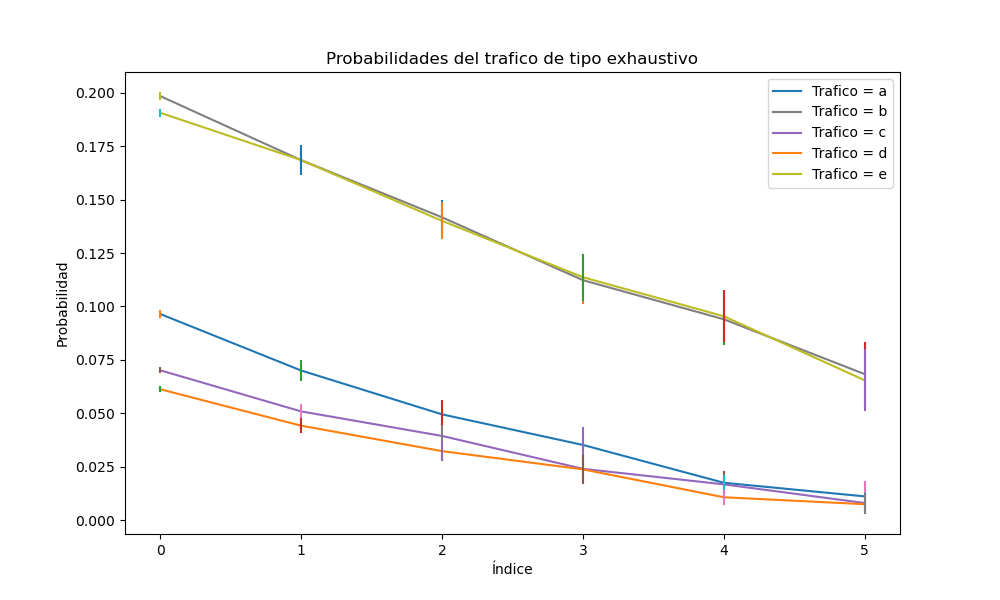 Probabilidades del trafico de tipo exhaustivo
Trafico = a
Trafico = b
Trafico = c
Trafico = d
Trafico = e
0.200
0.175
0.150
0.125
0.100
0.075
0.050
0.025
0.000
Probabilidad
0 1 2 3 4 5
Índice